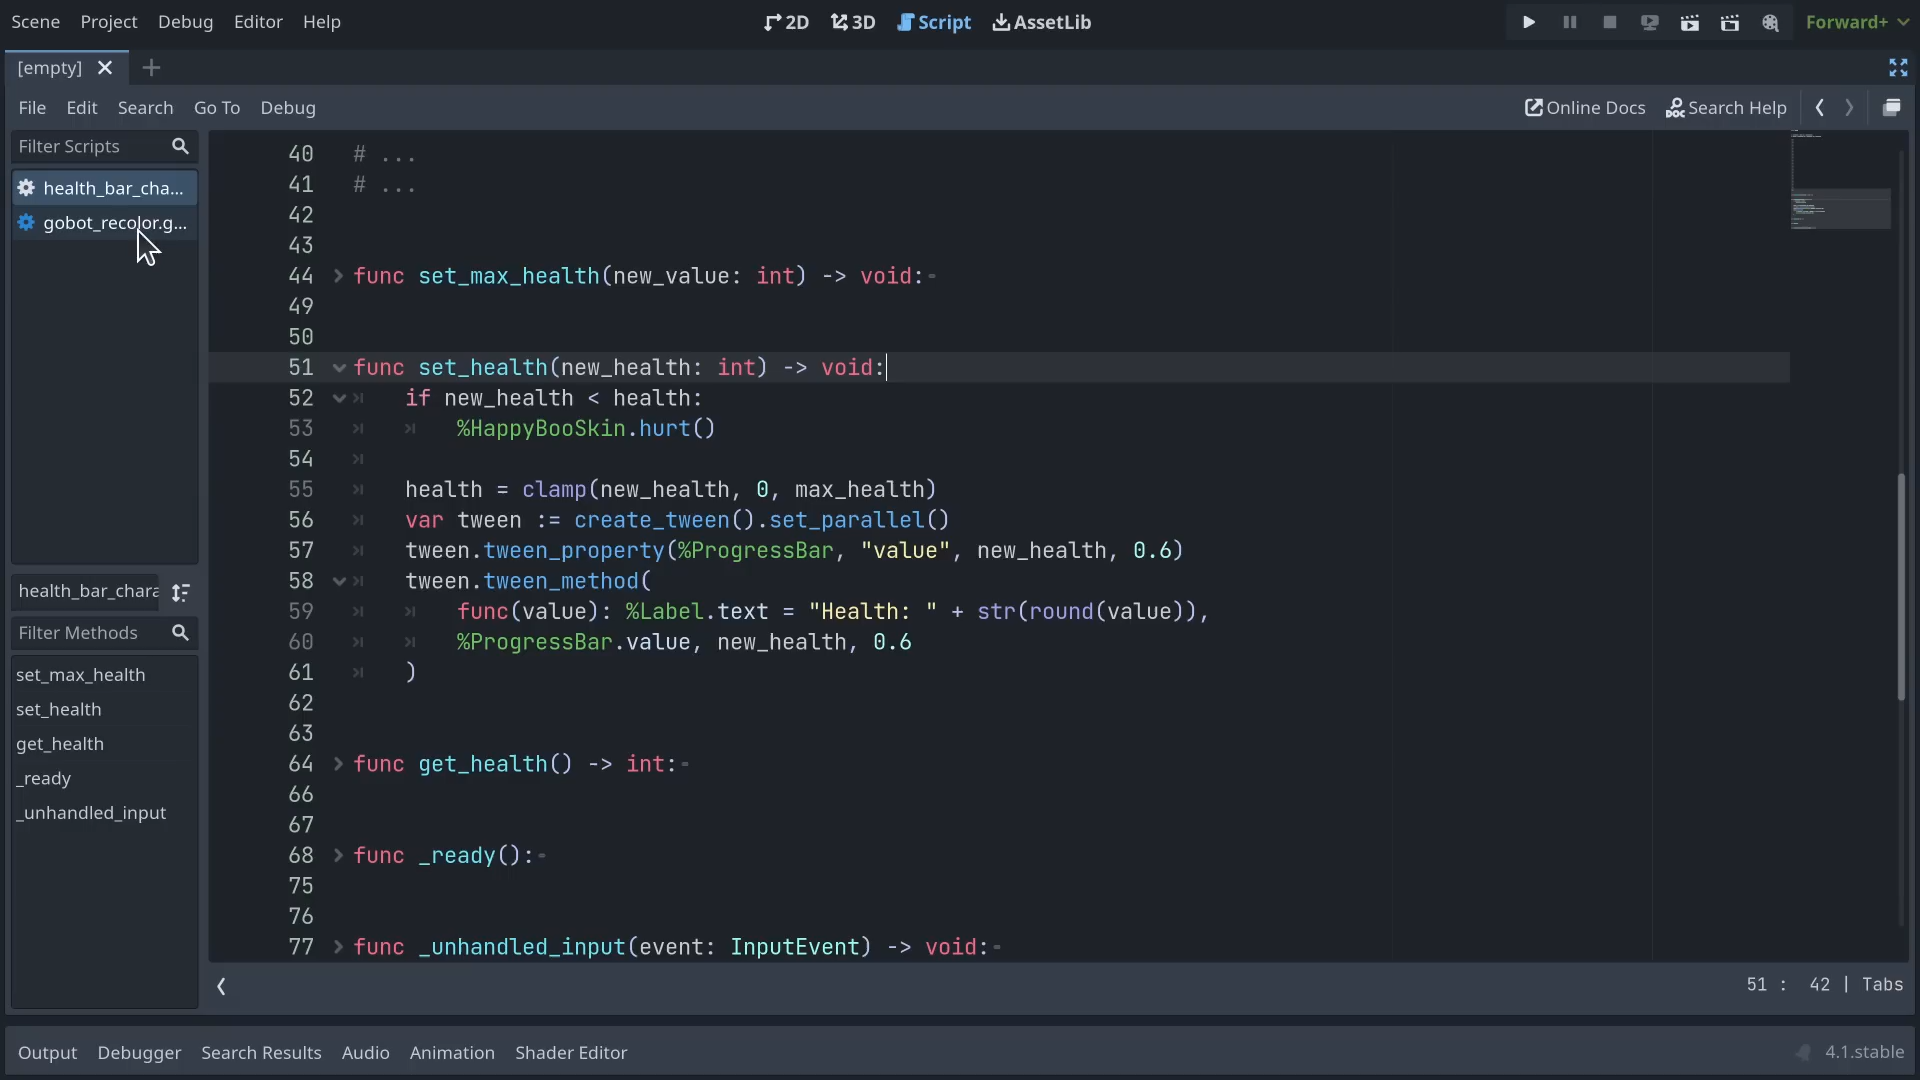 Scene Project Debug Editor Help
2D 3D Script AssetLib
Forward+
[empty]
File Edit Search Go To Debug
Online Docs Search Help
Filter Scripts
health_bar_cha...
gobot_recolor.g...
health_bar_chara
Filter Methods
set_max_health
set_health
get_health
_ready
_unhandled_input
40 # ...
41 # ...
42
43
44 func set_max_health(new_value: int) -> void:
49
50
51 func set_health(new_health: int) -> void:
52 if new_health < health:
53 %HappyBooSkin.hurt()
54
55 health = clamp(new_health, 0, max_health)
56 var tween := create_tween().set_parallel()
57 tween.tween_property(%ProgressBar, "value", new_health, 0.6)
58 tween.tween_method(
59 func(value): %Label.text = "Health: " + str(round(value)),
60 %ProgressBar.value, new_health, 0.6
61 )
62
63
64 func get_health() -> int:
66
67
68 func _ready():
75
76
77 func _unhandled_input(event: InputEvent) -> void:
51 : 42 | Tabs
Output Debugger Search Results Audio Animation Shader Editor
4.1.stable